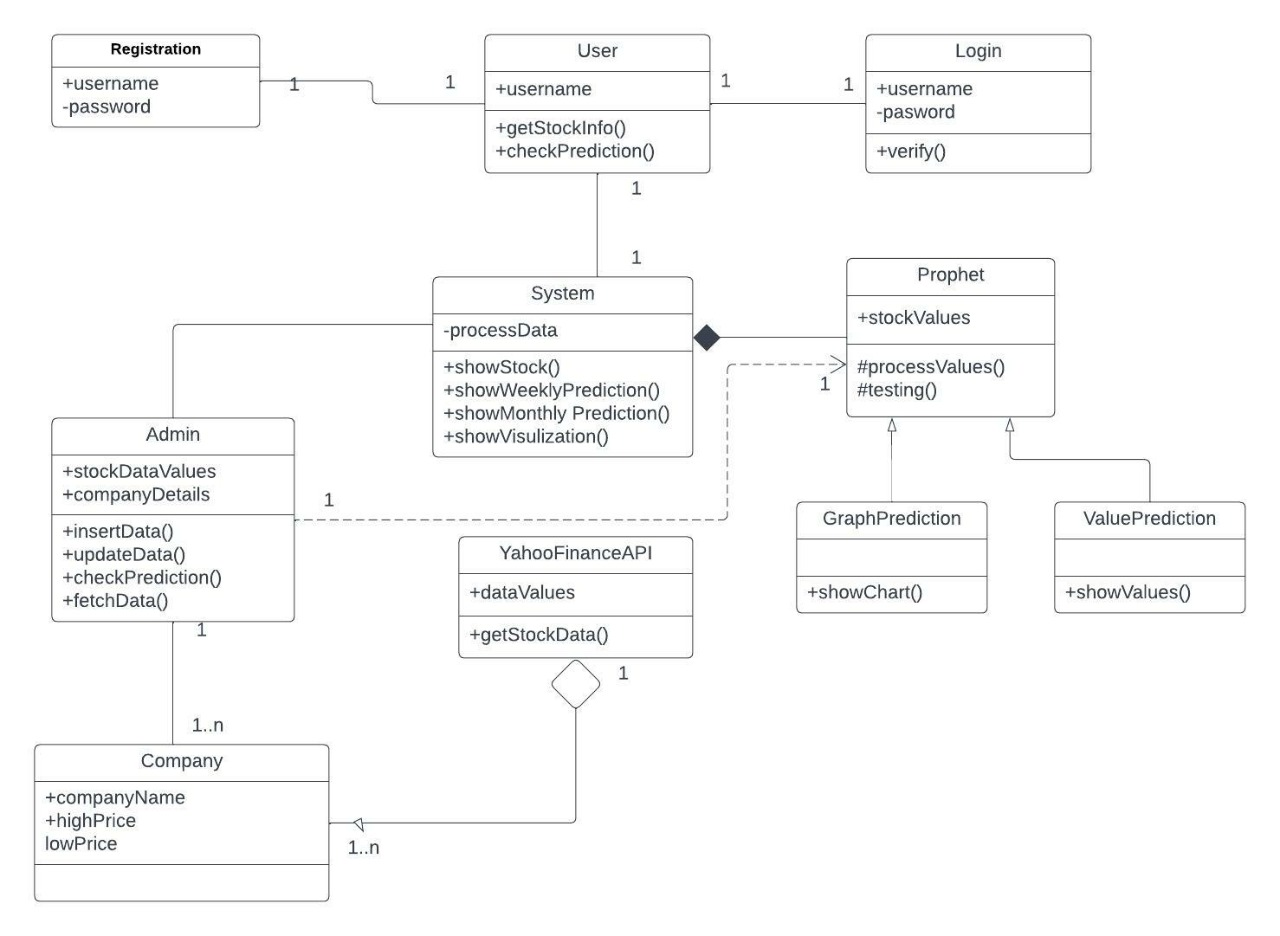 Registration
+username
-password
1
1
User
+username
+getStockInfo()
+checkPrediction()
1
1
Login
+username
-pasword
+verify()
1
1
System
-processData
+showStock()
+showWeeklyPrediction()
+showMonthly Prediction()
+showVisulization()
Prophet
+stockValues
#processValues()
#testing()
1
Admin
+stockDataValues
+companyDetails
+insertData()
+updateData()
+checkPrediction()
+fetchData()
1
1
YahooFinanceAPI
+dataValues
+getStockData()
1
GraphPrediction
+showChart()
ValuePrediction
+showValues()
1..n
Company
+companyName
+highPrice
lowPrice
1..n